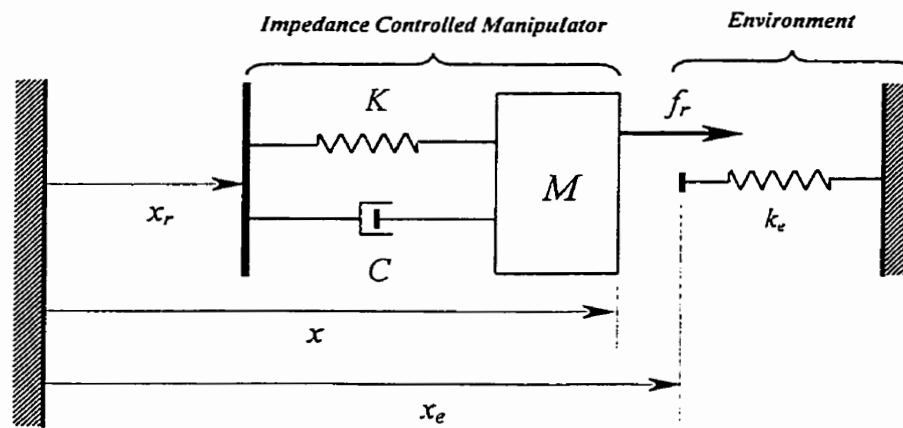 Impedance Controlled Manipulator
Environment
K
f_r
M
x_r
k_e
C
x
x_e